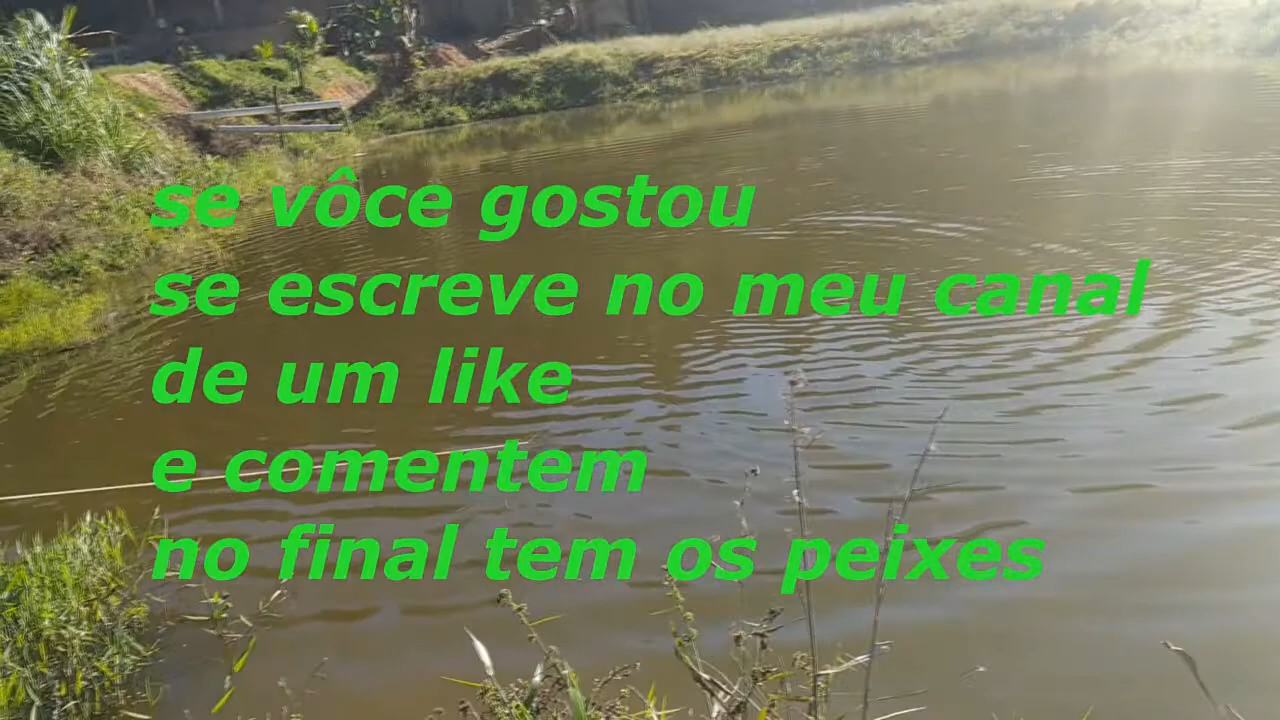 se vôce gostou
se escreve no meu canal
de um like
e comentem
no final tem os peixes